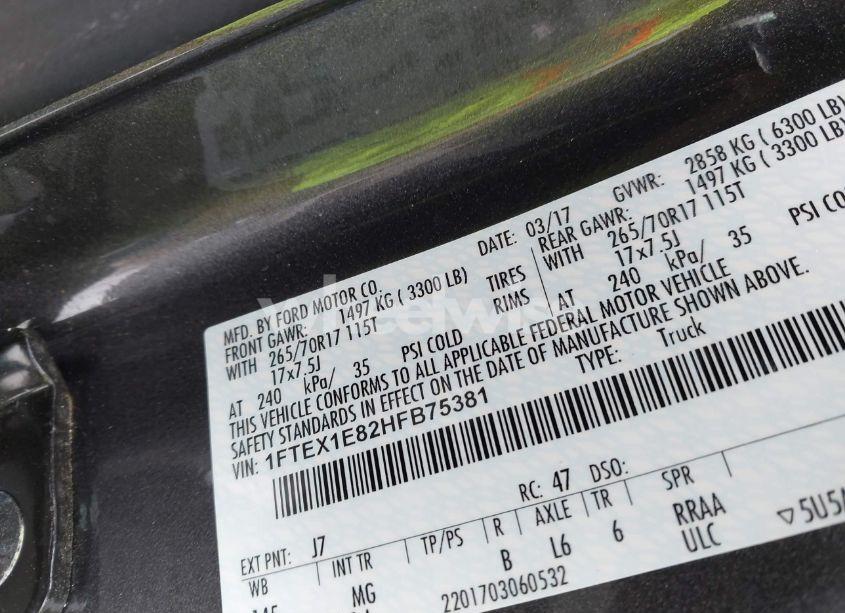 MFD. BY FORD MOTOR CO.
DATE: 03/17 GVWR: 2858 KG ( 6300 LB)
FRONT GAWR: 1497 KG ( 3300 LB) REAR GAWR: 1497 KG ( 3300 LB)
WITH 265/70R17 115T TIRES WITH 265/70R17 115T
17x7.5J RIMS 17x7.5J
AT 240 kPa/ 35 PSI COLD AT 240 kPa/ 35 PSI COLD
THIS VEHICLE CONFORMS TO ALL APPLICABLE FEDERAL MOTOR VEHICLE
SAFETY STANDARDS IN EFFECT ON THE DATE OF MANUFACTURE SHOWN ABOVE.
VIN: 1FTEX1E82HFB75381 TYPE: Truck
RC: 47 DSO:
EXT PNT: J7
WB INT TR TP/PS R AXLE TR SPR
MG B L6 6 RRAA
ULC
2201703060532
5U5A
wheelwise